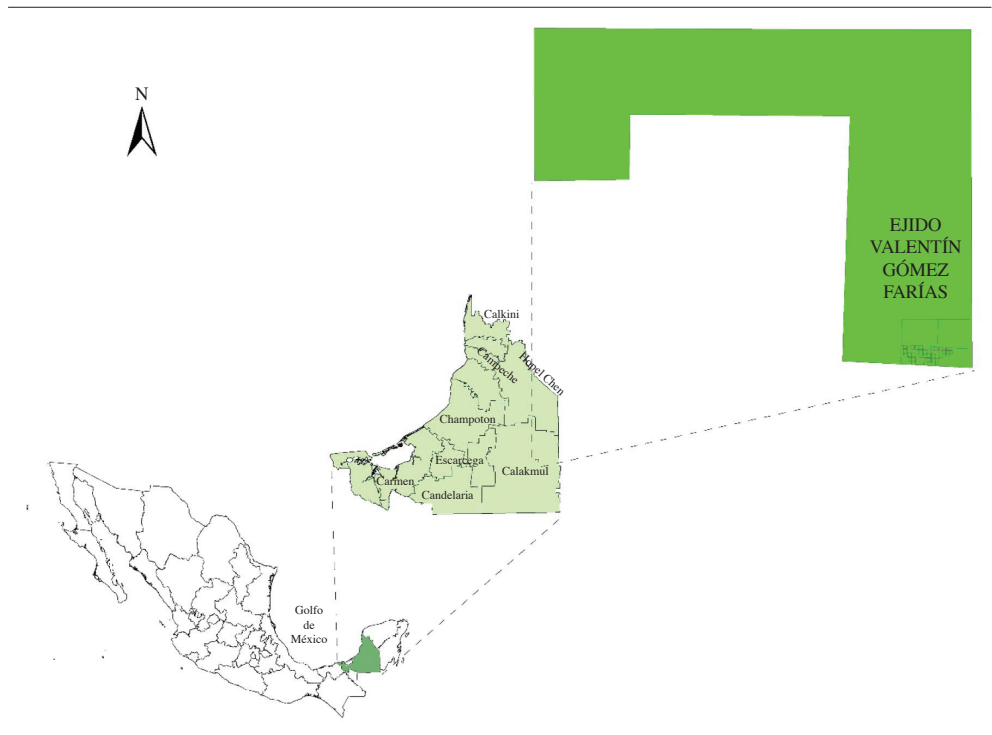 N
EJIDO
VALENTÍN
GÓMEZ
FARÍAS
Calkini
Campeche
Hopel Chen
Champoton
Escarcega
Calakmul
Carmen
Candelaria
Golfo
de
México